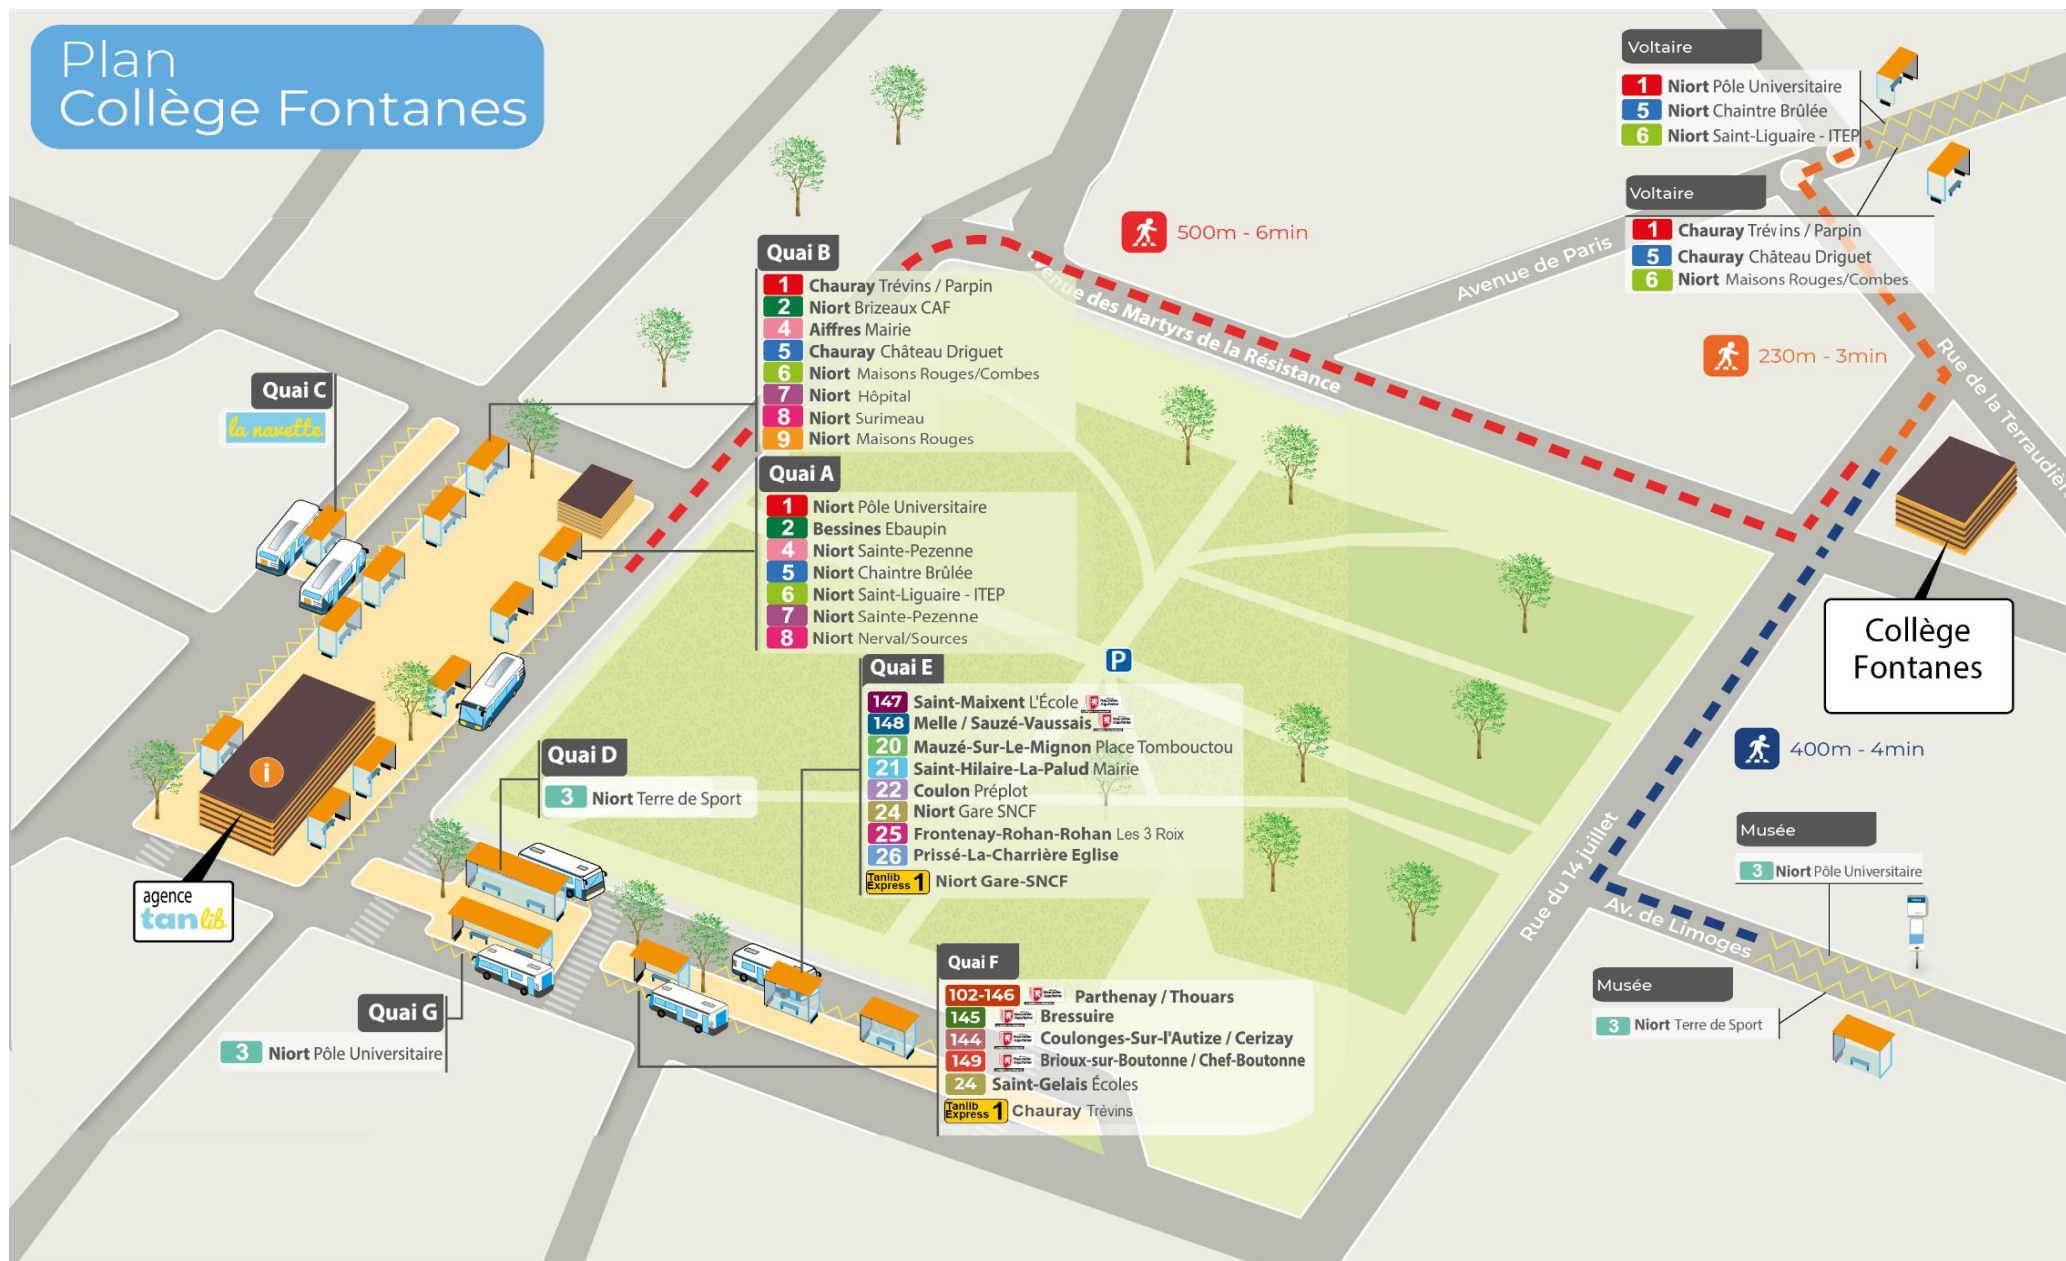 Plan
Collège Fontanes
Voltaire
1 Niort Pôle Universitaire
5 Niort Chaintre Brûlée
6 Niort Saint-Liguaire - ITEP
Voltaire
1 Chauray Trévins / Parpin
5 Chauray Château Driguet
6 Niort Maisons Rouges/Combes
500m - 6min
Avenue de Paris
Avenue des Martyrs de la Résistance
230m - 3min
Rue de la Terraudière
Quai B
1 Chauray Trévins / Parpin
2 Niort Brizeaux CAF
4 Aiffres Mairie
5 Chauray Château Driguet
6 Niort Maisons Rouges/Combes
7 Niort Hôpital
8 Niort Surimeau
9 Niort Maisons Rouges
Quai C
la navette
Quai A
1 Niort Pôle Universitaire
2 Bessines Ebaupin
4 Niort Sainte-Pezenne
5 Niort Chaintre Brûlée
6 Niort Saint-Liguaire - ITEP
7 Niort Sainte-Pezenne
8 Niort Nerval/Sources
Collège
Fontanes
P
Quai E
147 Saint-Maixent L'École
148 Melle / Sauzé-Vaussais
20 Mauzé-Sur-Le-Mignon Place Tombouctou
21 Saint-Hilaire-La-Palud Mairie
22 Coulon Préplot
24 Niort Gare SNCF
25 Frontenay-Rohan-Rohan Les 3 Roix
26 Prissé-La-Charrière Eglise
Tanlib Express 1 Niort Gare-SNCF
Quai D
3 Niort Terre de Sport
i
agence
tanlib
400m - 4min
Rue du 14 juillet
Av. de Limoges
Musée
3 Niort Pôle Universitaire
Musée
3 Niort Terre de Sport
Quai F
102-146 Parthenay / Thouars
145 Bressuire
144 Coulonges-Sur-l'Autize / Cerizay
149 Brioux-sur-Boutonne / Chef-Boutonne
24 Saint-Gelais Écoles
Tanlib Express 1 Chauray Trèvins
Quai G
3 Niort Pôle Universitaire